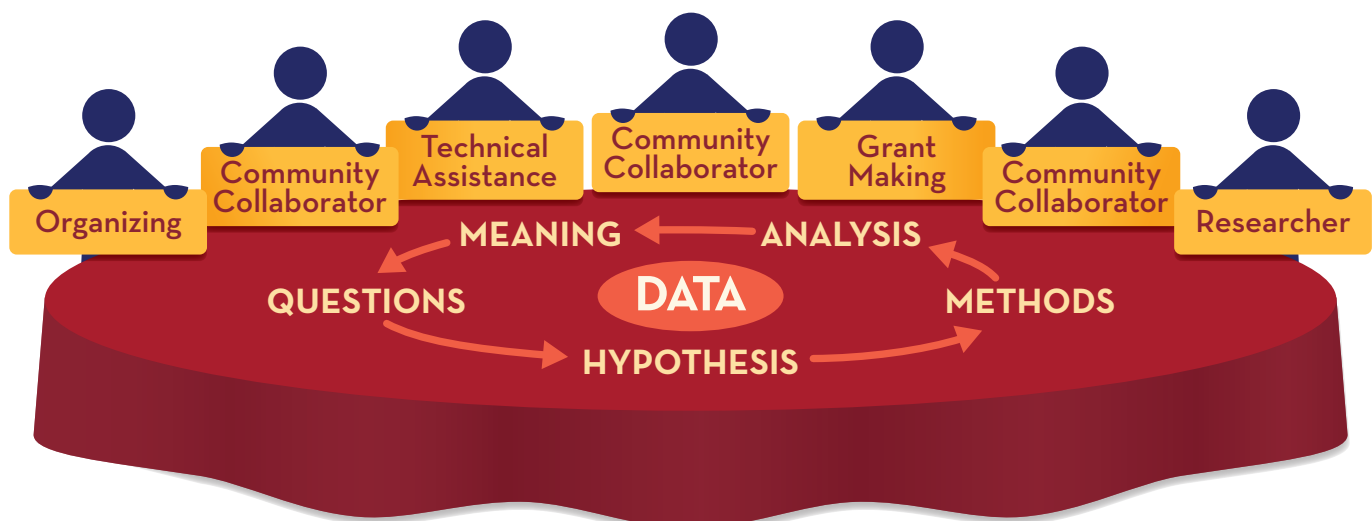 Organizing
Community
Collaborator
Technical
Assistance
Community
Collaborator
Grant
Making
Community
Collaborator
Researcher
MEANING
ANALYSIS
QUESTIONS
DATA
METHODS
HYPOTHESIS